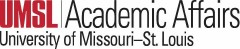 UMSL | Academic Affairs
University of Missouri–St. Louis